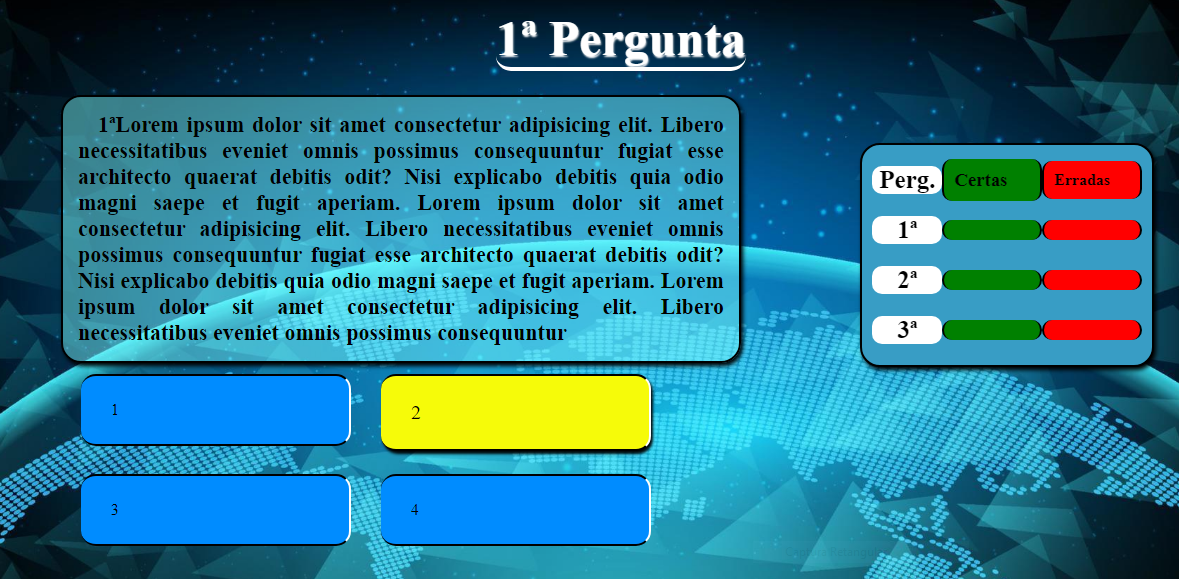 1ª Pergunta
1ªLorem ipsum dolor sit amet consectetur adipisicing elit. Libero
necessitatibus eveniet omnis possimus consequuntur fugiat esse
architecto quaerat debitis odit? Nisi explicabo debitis quia odio
magni saepe et fugit aperiam. Lorem ipsum dolor sit amet
consectetur adipisicing elit. Libero necessitatibus eveniet omnis
possimus consequuntur fugiat esse architecto quaerat debitis odit?
Nisi explicabo debitis quia odio magni saepe et fugit aperiam. Lorem
ipsum dolor sit amet consectetur adipisicing elit. Libero
necessitatibus eveniet omnis possimus consequuntur
1
2
3
4
Perg. Certas Erradas
1ª
2ª
3ª